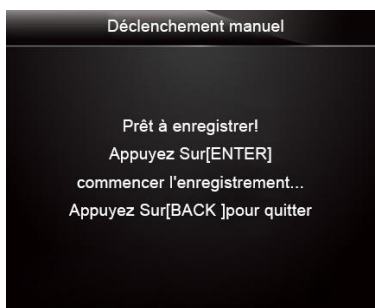 Déclenchement manuel
Prêt à enregistrer!
Appuyez Sur[ENTER]
commencer l'enregistrement...
Appuyez Sur[BACK ]pour quitter